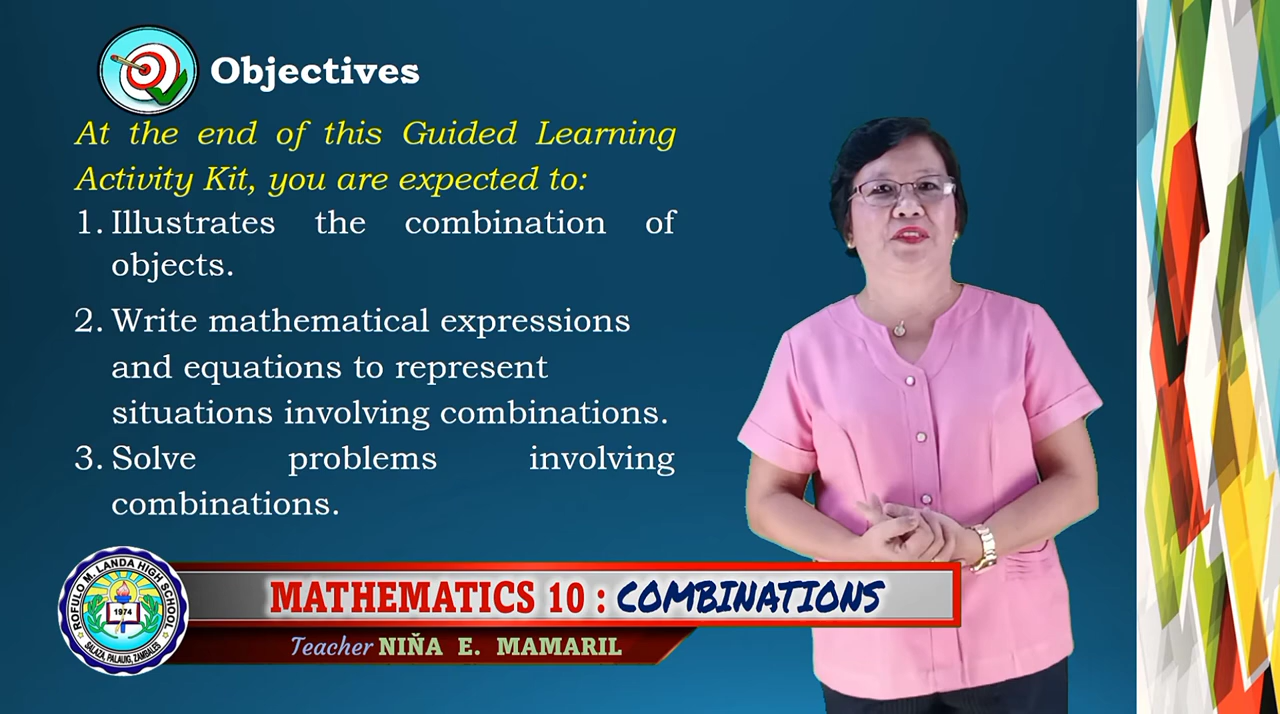 Objectives
At the end of this Guided Learning
Activity Kit, you are expected to:
1. Illustrates the combination of
objects.
2. Write mathematical expressions
and equations to represent
situations involving combinations.
3. Solve problems involving
combinations.
ROFULO M. LANDA HIGH SCHOOL
1974
SALAZA, PALAUIG, ZAMBALES
MATHEMATICS 10 : COMBINATIONS
Teacher NIŇA E. MAMARIL